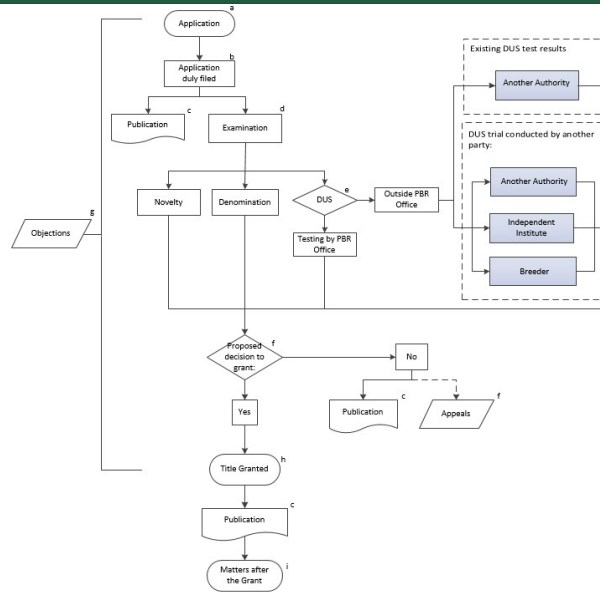 a
Application
b
Application
duly filed
c
Publication
d
Examination
Existing DUS test results
Another Authority
DUS trial conducted by another
party:
Another Authority
Independent
Institute
Breeder
Novelty
Denomination
e
DUS
Outside PBR
Office
Testing by PBR
Office
g
Objections
f
Proposed
decision to
grant:
No
c
Publication
f
Appeals
Yes
h
Title Granted
c
Publication
i
Matters after
the Grant